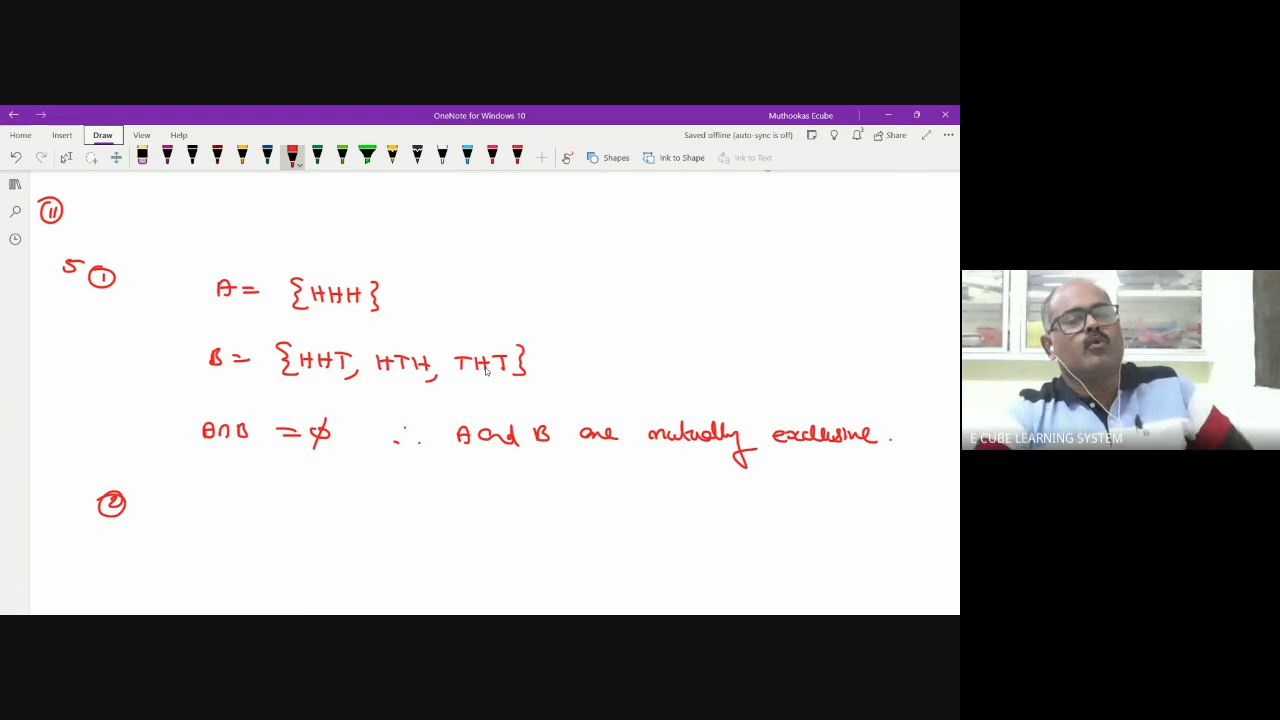 OneNote for Windows 10
Muthookas Ecube
Home Insert Draw View Help
Saved offline (auto-sync is off)
Share
Shapes
Ink to Shape
Ink to Text
11
5 1
A = {HHH}
B = {HHT, HTH, THT}
A∩B = ϕ ∴ A and B are mutually exclusive.
2
E CUBE LEARNING SYSTEM